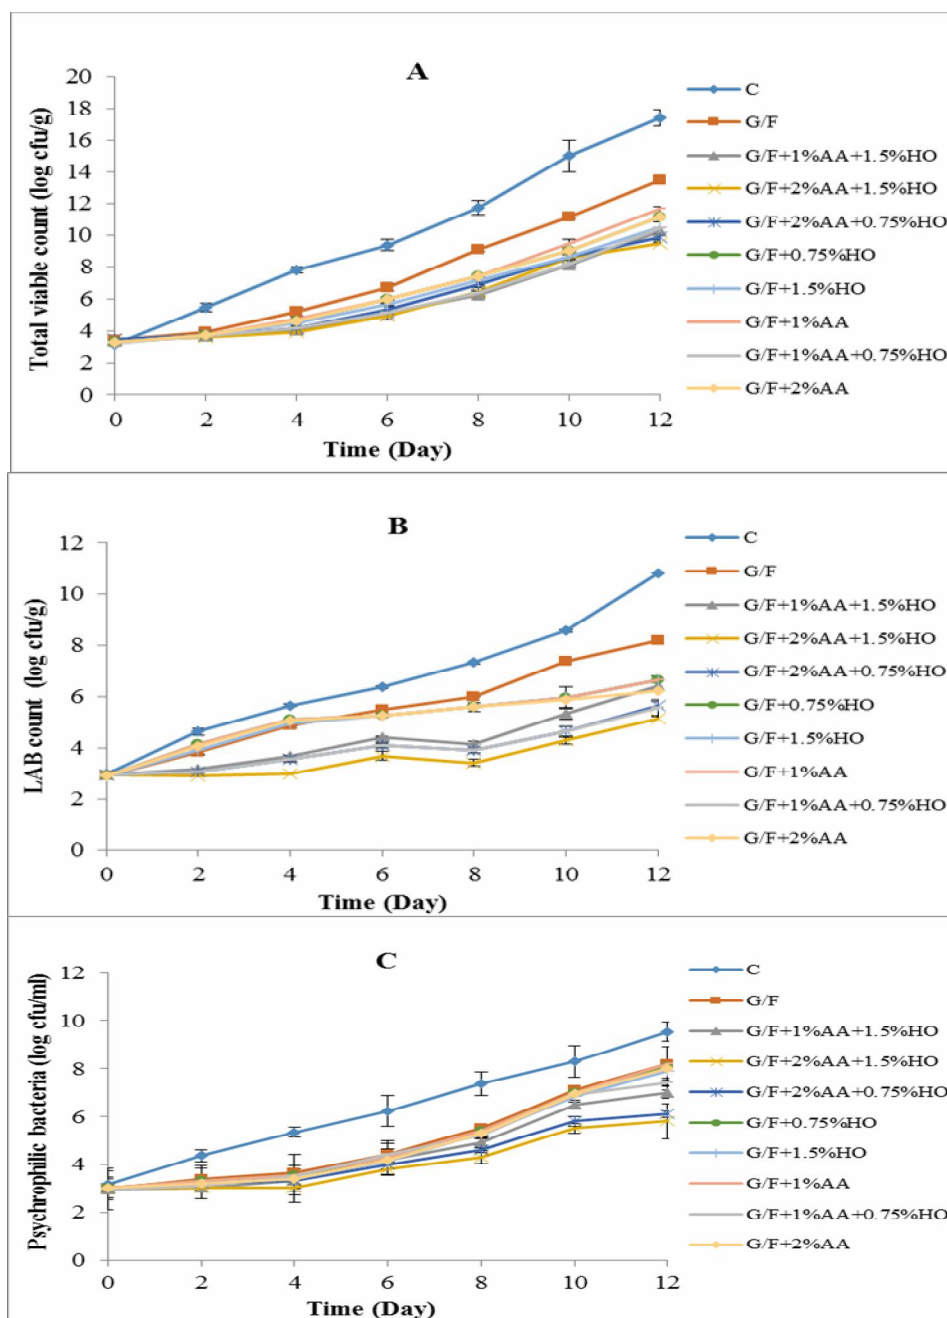 A
Total viable count (log cfu/g)
20
18
16
14
12
10
8
6
4
2
0
0 2 4 6 8 10 12
Time (Day)
C
G/F
G/F+1%AA+1.5%HO
G/F+2%AA+1.5%HO
G/F+2%AA+0.75%HO
G/F+0.75%HO
G/F+1.5%HO
G/F+1%AA
G/F+1%AA+0.75%HO
G/F+2%AA
B
LAB count (log cfu/g)
12
10
8
6
4
2
0
0 2 4 6 8 10 12
Time (Day)
C
G/F
G/F+1%AA+1.5%HO
G/F+2%AA+1.5%HO
G/F+2%AA+0.75%HO
G/F+0.75%HO
G/F+1.5%HO
G/F+1%AA
G/F+1%AA+0.75%HO
G/F+2%AA
C
Psychrophilic bacteria (log cfu/ml)
12
10
8
6
4
2
0
0 2 4 6 8 10 12
Time (Day)
C
G/F
G/F+1%AA+1.5%HO
G/F+2%AA+1.5%HO
G/F+2%AA+0.75%HO
G/F+0.75%HO
G/F+1.5%HO
G/F+1%AA
G/F+1%AA+0.75%HO
G/F+2%AA